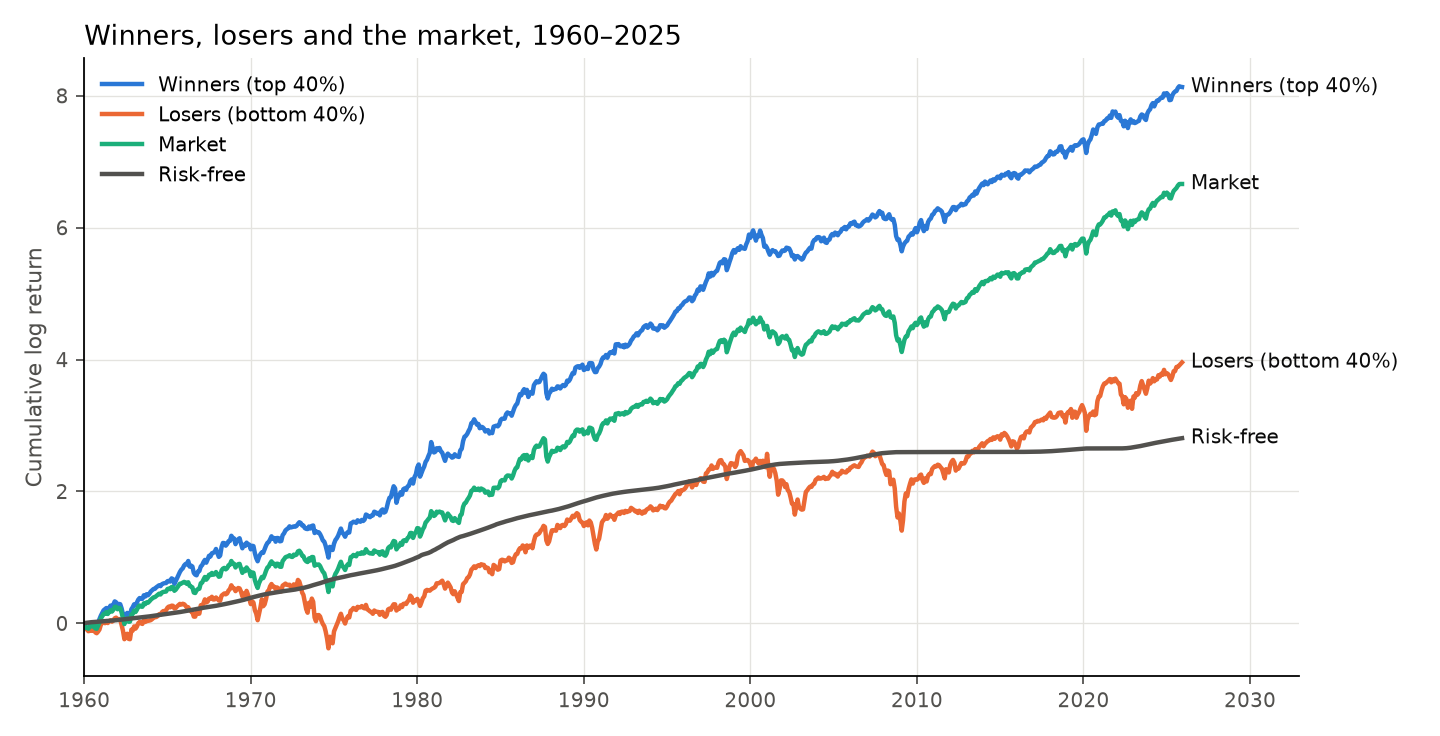 Winners, losers and the market, 1960–2025
Winners (top 40%)
Losers (bottom 40%)
Market
Risk-free
Cumulative log return
8
6
4
2
0
1960
1970
1980
1990
2000
2010
2020
2030
Winners (top 40%)
Market
Losers (bottom 40%)
Risk-free